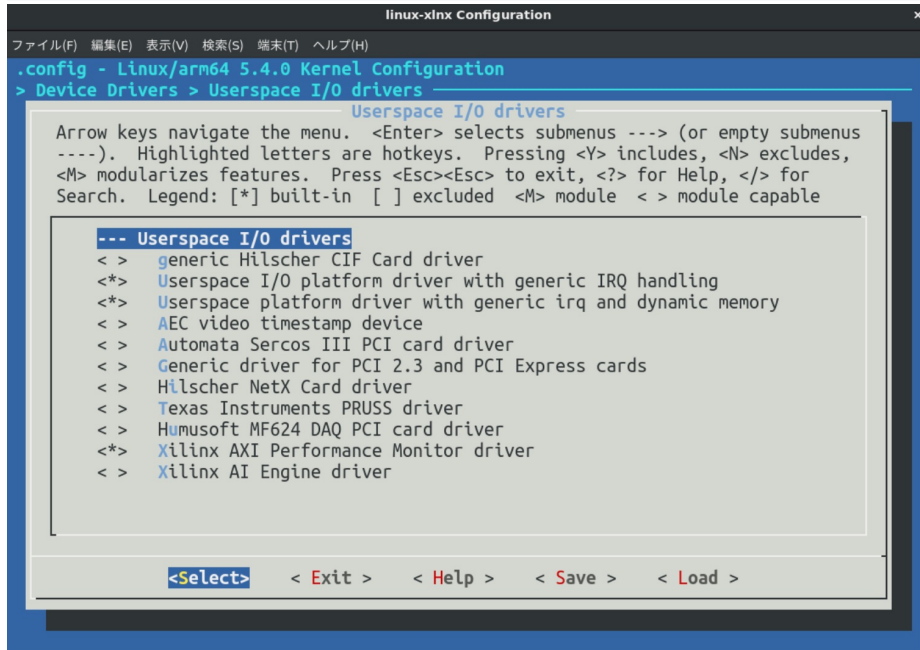 linux-xlnx Configuration
ファイル(F) 編集(E) 表示(V) 検索(S) 端末(T) ヘルプ(H)
.config - Linux/arm64 5.4.0 Kernel Configuration
> Device Drivers > Userspace I/O drivers
Userspace I/O drivers
Arrow keys navigate the menu.  <Enter> selects submenus ---> (or empty submenus
----).  Highlighted letters are hotkeys.  Pressing <Y> includes, <N> excludes,
<M> modularizes features.  Press <Esc><Esc> to exit, <?> for Help, </> for
Search.  Legend: [*] built-in  [ ] excluded  <M> module  < > module capable
--- Userspace I/O drivers
< >   generic Hilscher CIF Card driver
<*>   Userspace I/O platform driver with generic IRQ handling
<*>   Userspace platform driver with generic irq and dynamic memory
< >   AEC video timestamp device
< >   Automata Sercos III PCI card driver
< >   Generic driver for PCI 2.3 and PCI Express cards
< >   Hilscher NetX Card driver
< >   Texas Instruments PRUSS driver
< >   Humusoft MF624 DAQ PCI card driver
<*>   Xilinx AXI Performance Monitor driver
< >   Xilinx AI Engine driver
<Select>    < Exit >    < Help >    < Save >    < Load >